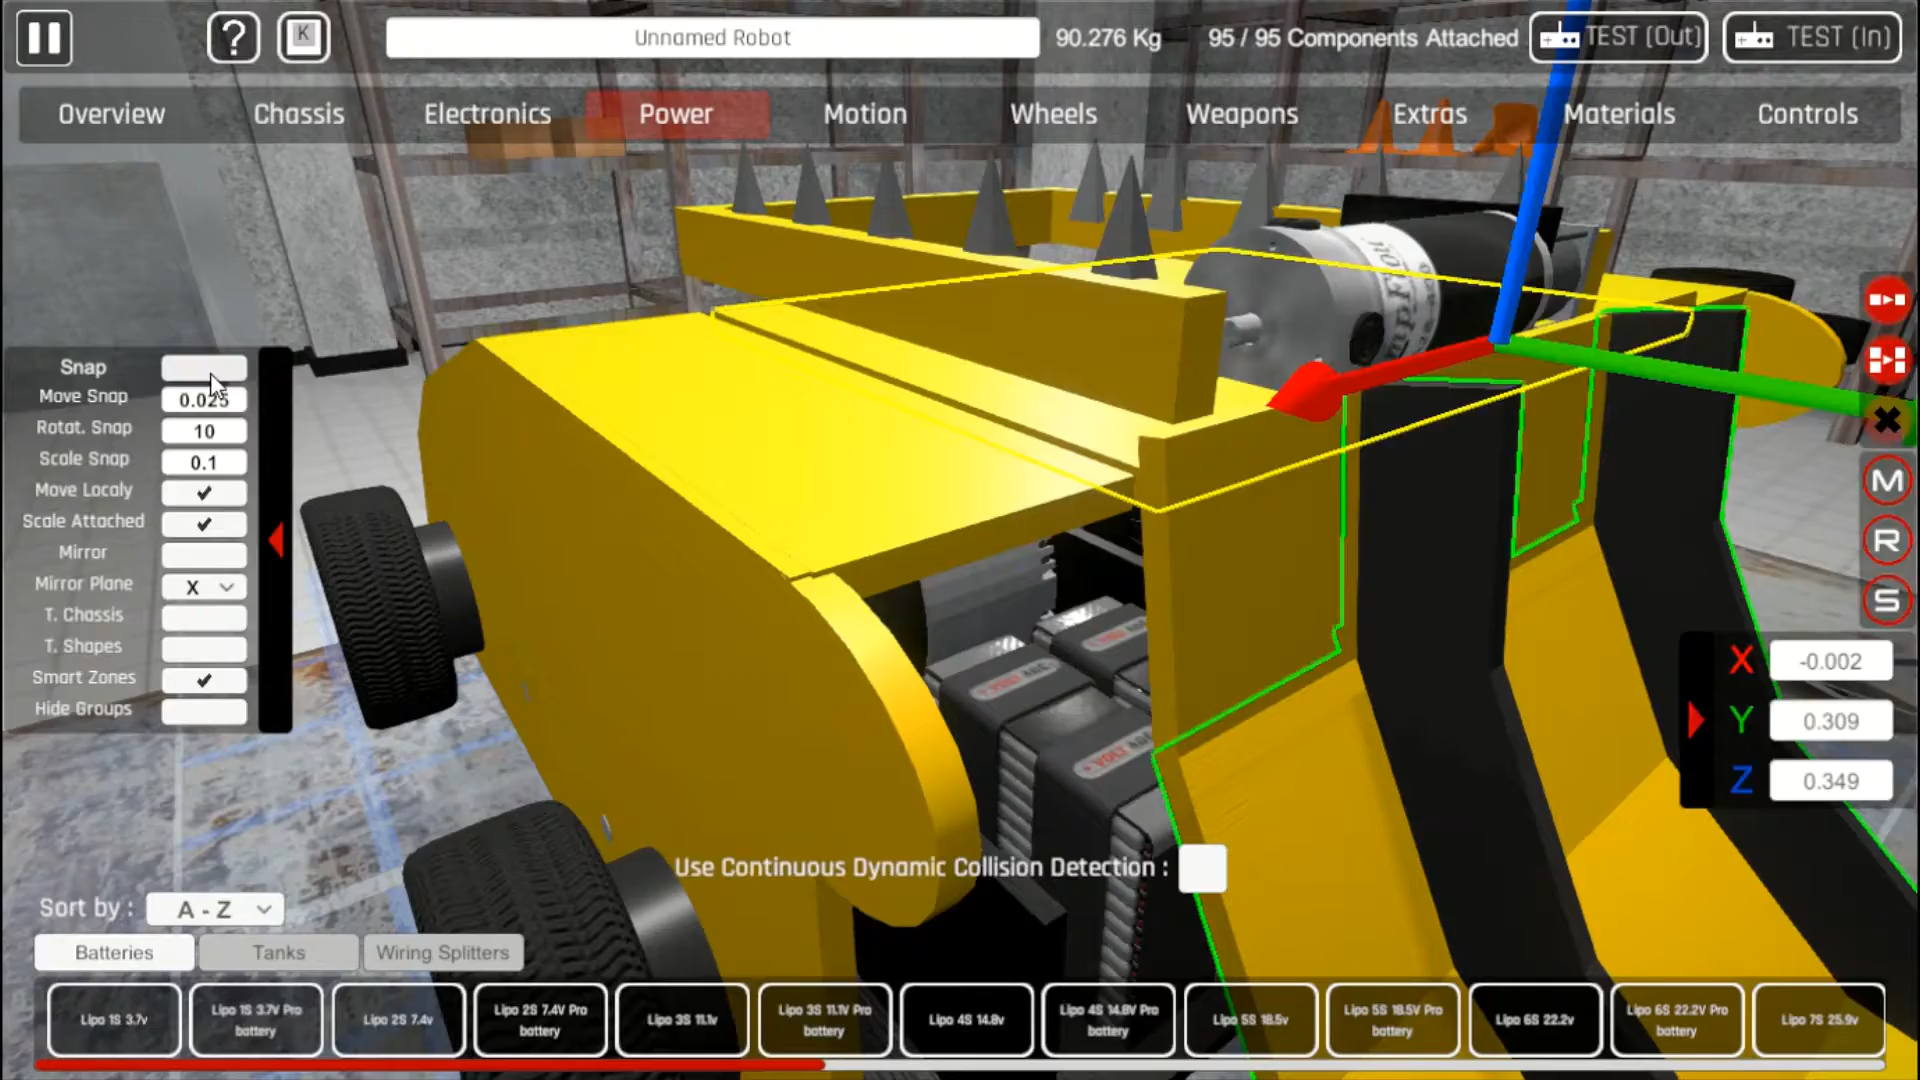 K
Unnamed Robot
90.276 Kg
95 / 95 Components Attached
TEST (Out)
TEST (In)
Overview
Chassis
Electronics
Power
Motion
Wheels
Weapons
Extras
Materials
Controls
Snap
Move Snap 0.025
Rotat. Snap 10
Scale Snap 0.1
Move Localy
Scale Attached
Mirror
Mirror Plane X
T. Chassis
T. Shapes
Smart Zones
Hide Groups
M
R
S
X -0.002
Y 0.309
Z 0.349
Use Continuous Dynamic Collision Detection :
Sort by : A - Z
Batteries
Tanks
Wiring Splitters
Lipo 1S 3.7v
Lipo 1S 3.7V Pro
battery
Lipo 2S 7.4v
Lipo 2S 7.4V Pro
battery
Lipo 3S 11.1v
Lipo 3S 11.1V Pro
battery
Lipo 4S 14.8v
Lipo 4S 14.8V Pro
battery
Lipo 5S 18.5v
Lipo 5S 18.5V Pro
battery
Lipo 6S 22.2v
Lipo 6S 22.2V Pro
battery
Lipo 7S 25.9v